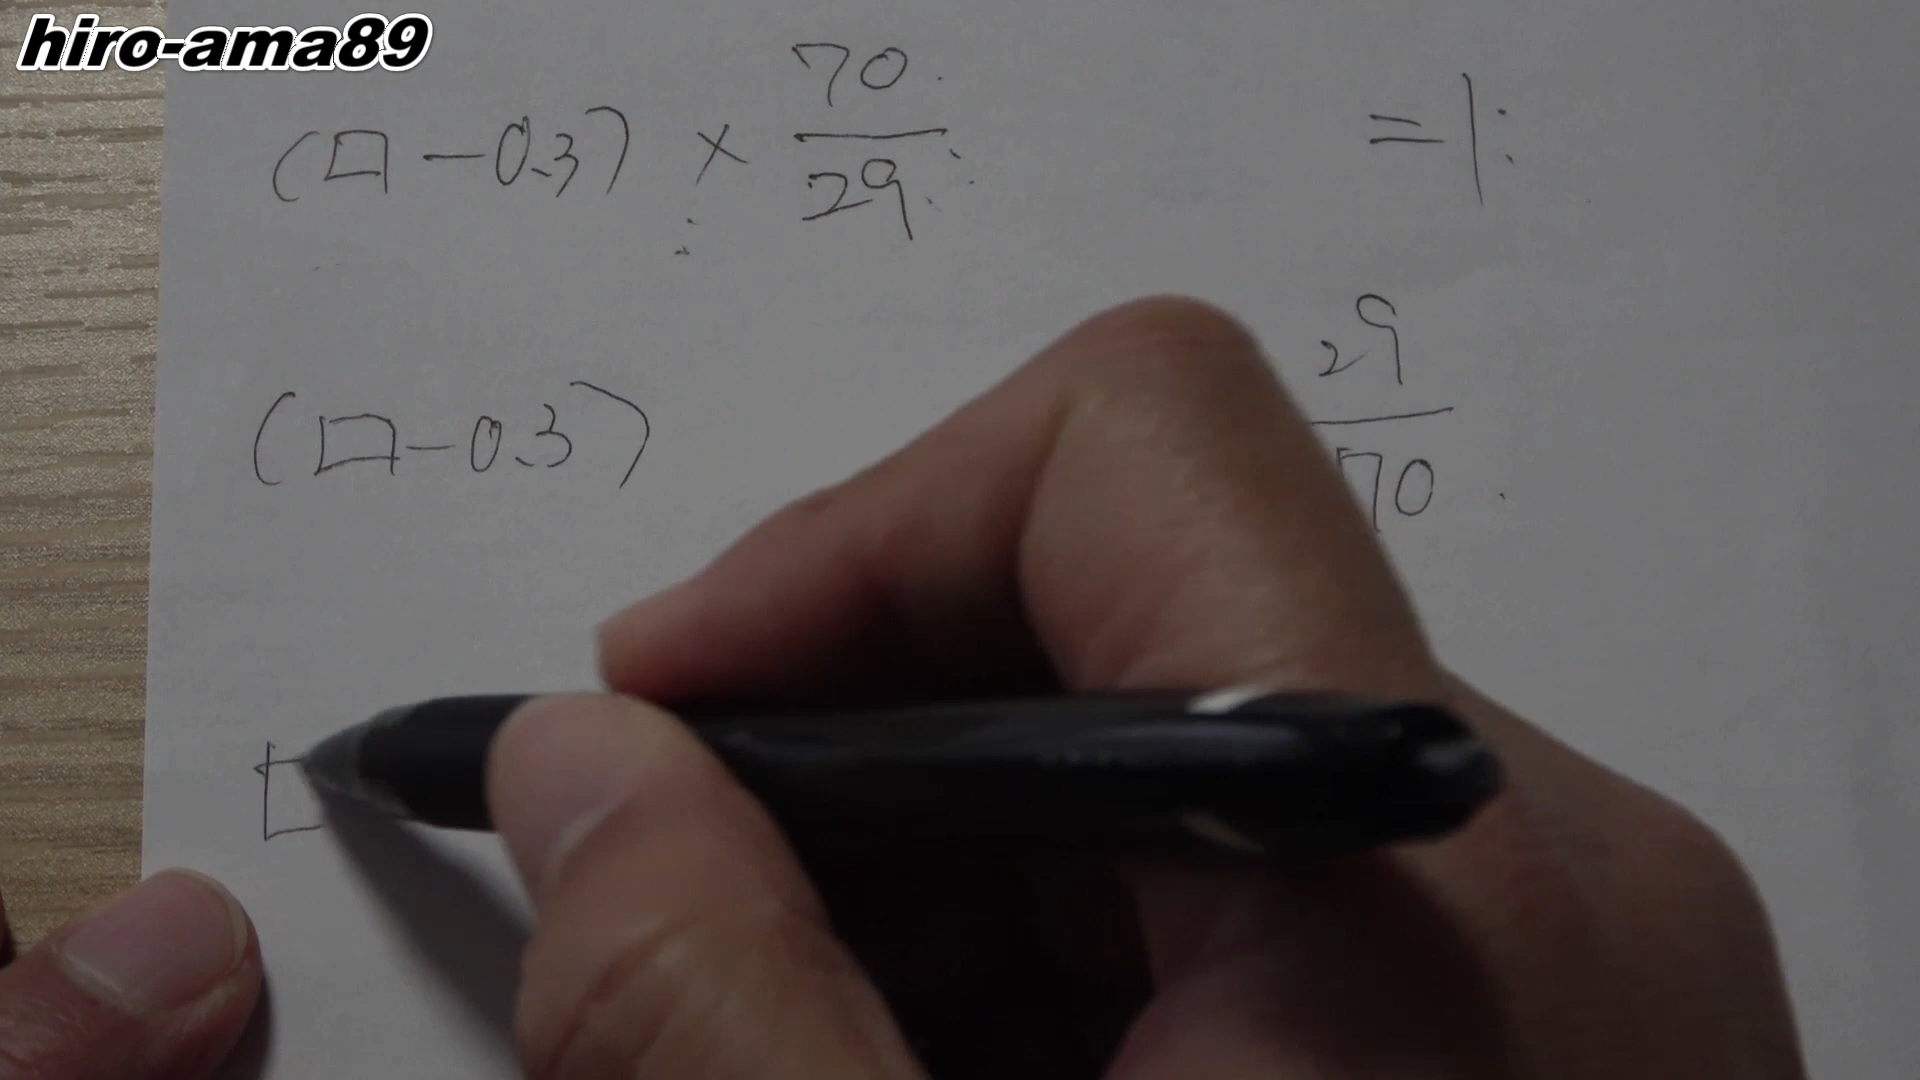 hiro-ama89
(□-0.3) × 70/29 = 1
(□-0.3) 29/70
□